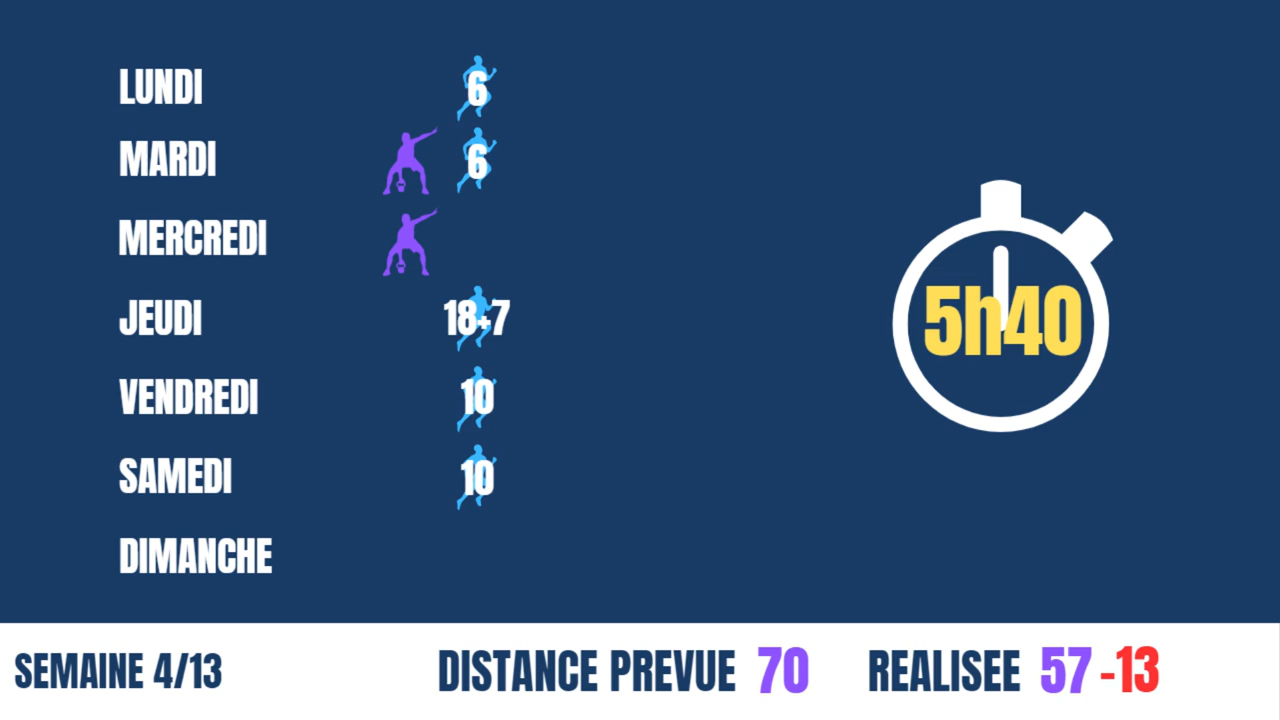 LUNDI 6
MARDI 6
MERCREDI
JEUDI 18+7
VENDREDI 10
SAMEDI 10
DIMANCHE
5h40
SEMAINE 4/13 DISTANCE PREVUE 70 REALISEE 57 -13